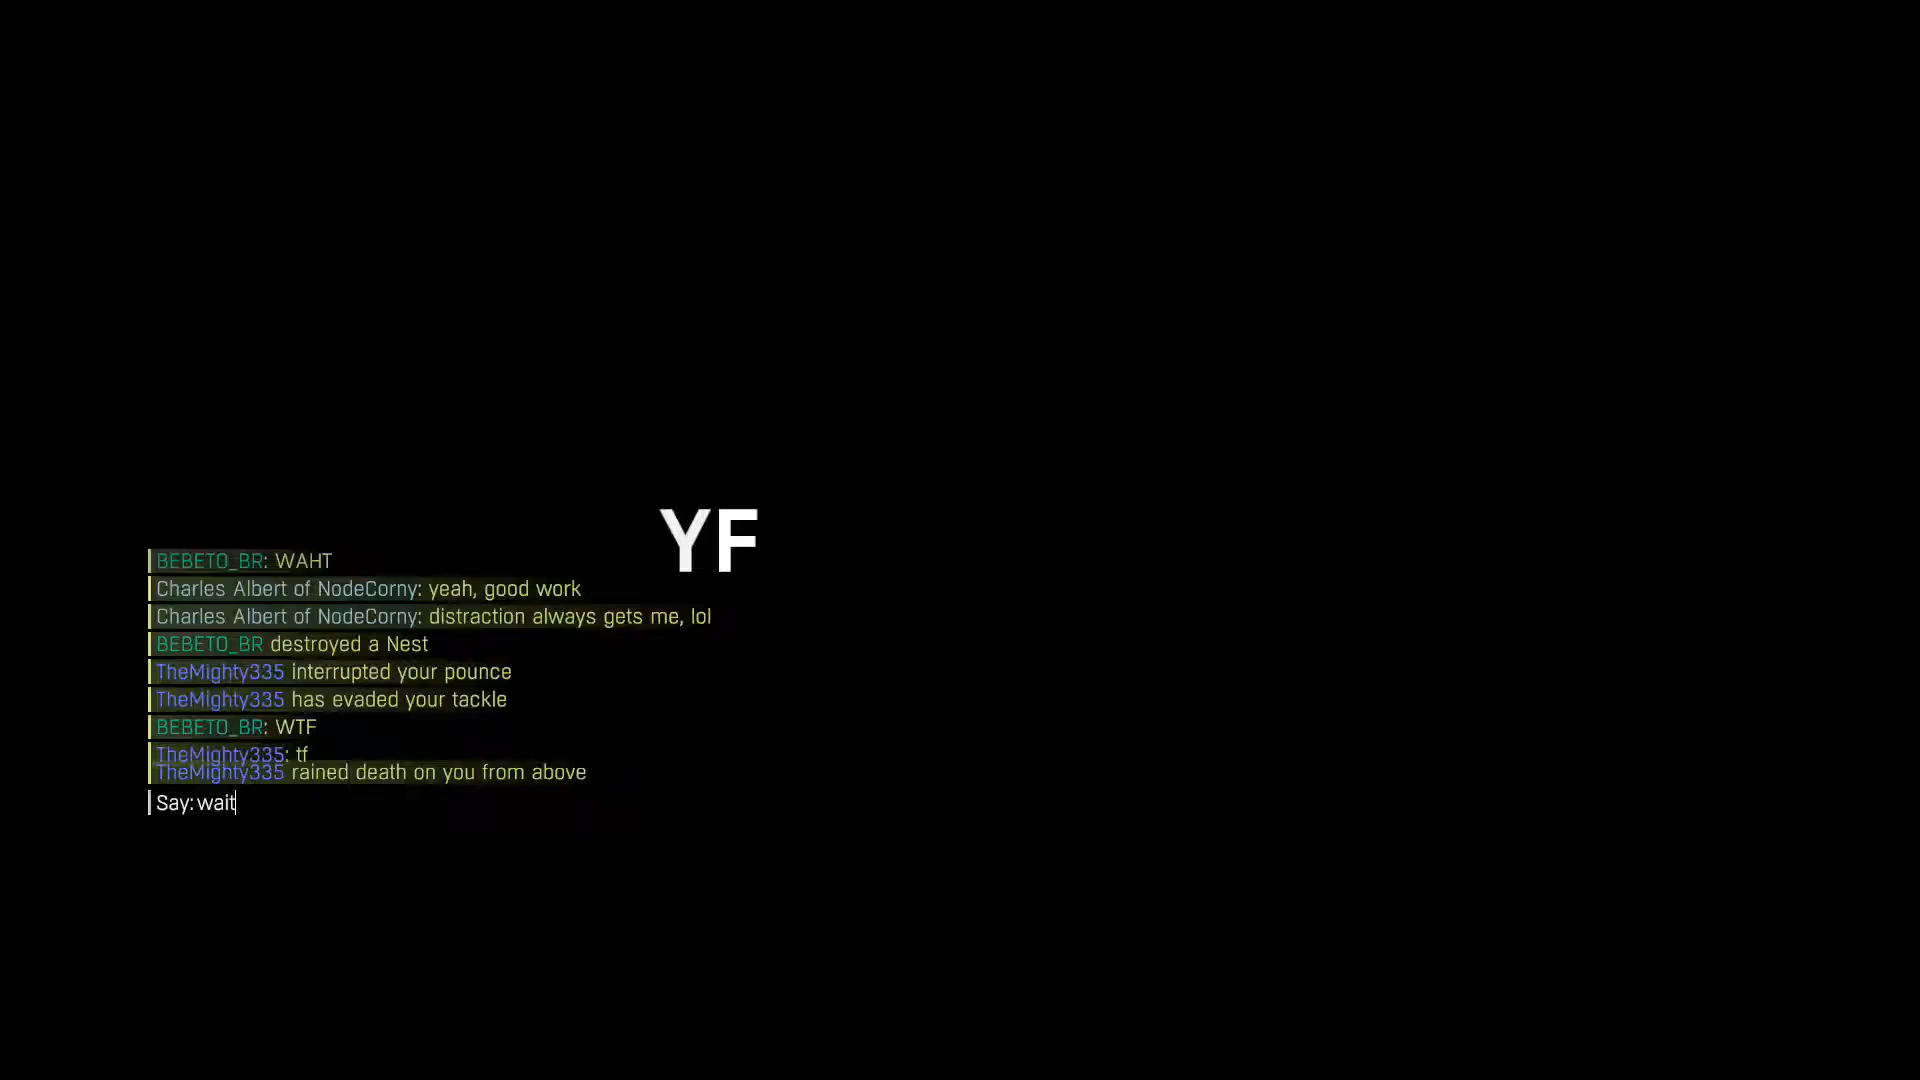 YF
BEBETO_BR: WAHT
Charles Albert of NodeCorny: yeah, good work
Charles Albert of NodeCorny: distraction always gets me, lol
BEBETO_BR destroyed a Nest
TheMighty335 interrupted your pounce
TheMighty335 has evaded your tackle
BEBETO_BR: WTF
TheMighty335: tf
TheMighty335 rained death on you from above
Say: wait